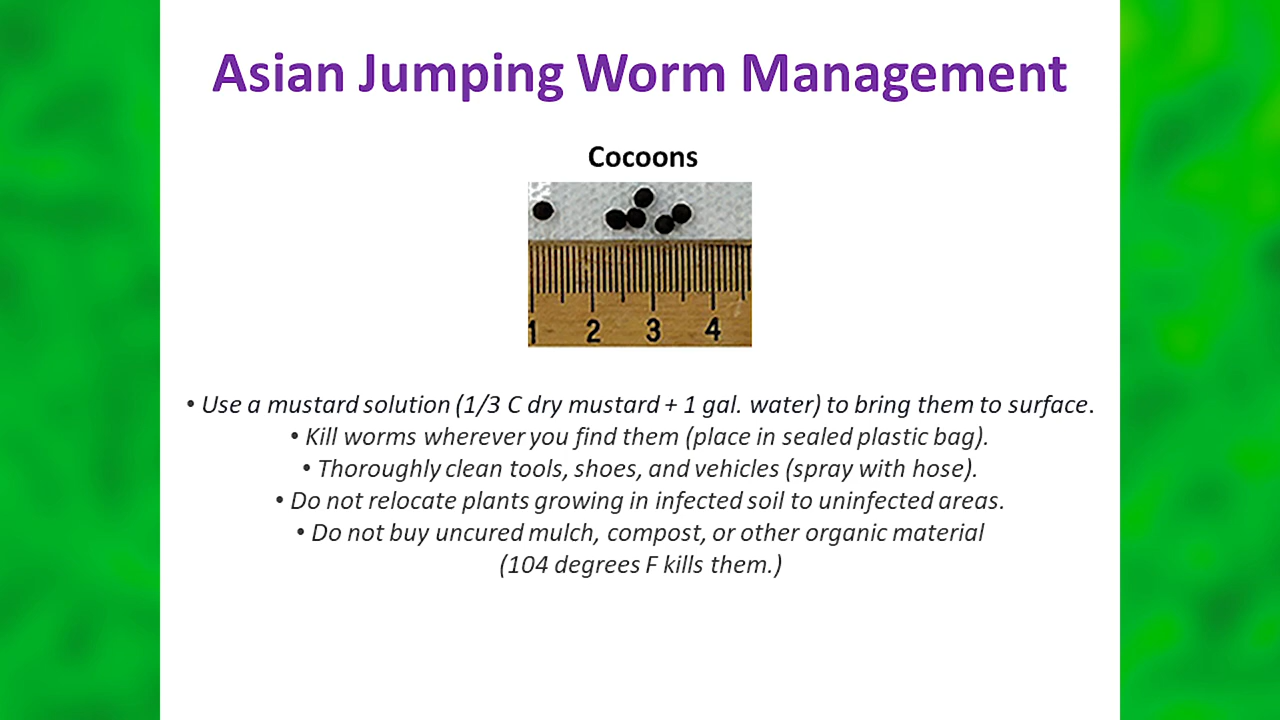 Asian Jumping Worm Management
Cocoons
1 2 3 4
• Use a mustard solution (1/3 C dry mustard + 1 gal. water) to bring them to surface.
• Kill worms wherever you find them (place in sealed plastic bag).
• Thoroughly clean tools, shoes, and vehicles (spray with hose).
• Do not relocate plants growing in infected soil to uninfected areas.
• Do not buy uncured mulch, compost, or other organic material
(104 degrees F kills them.)